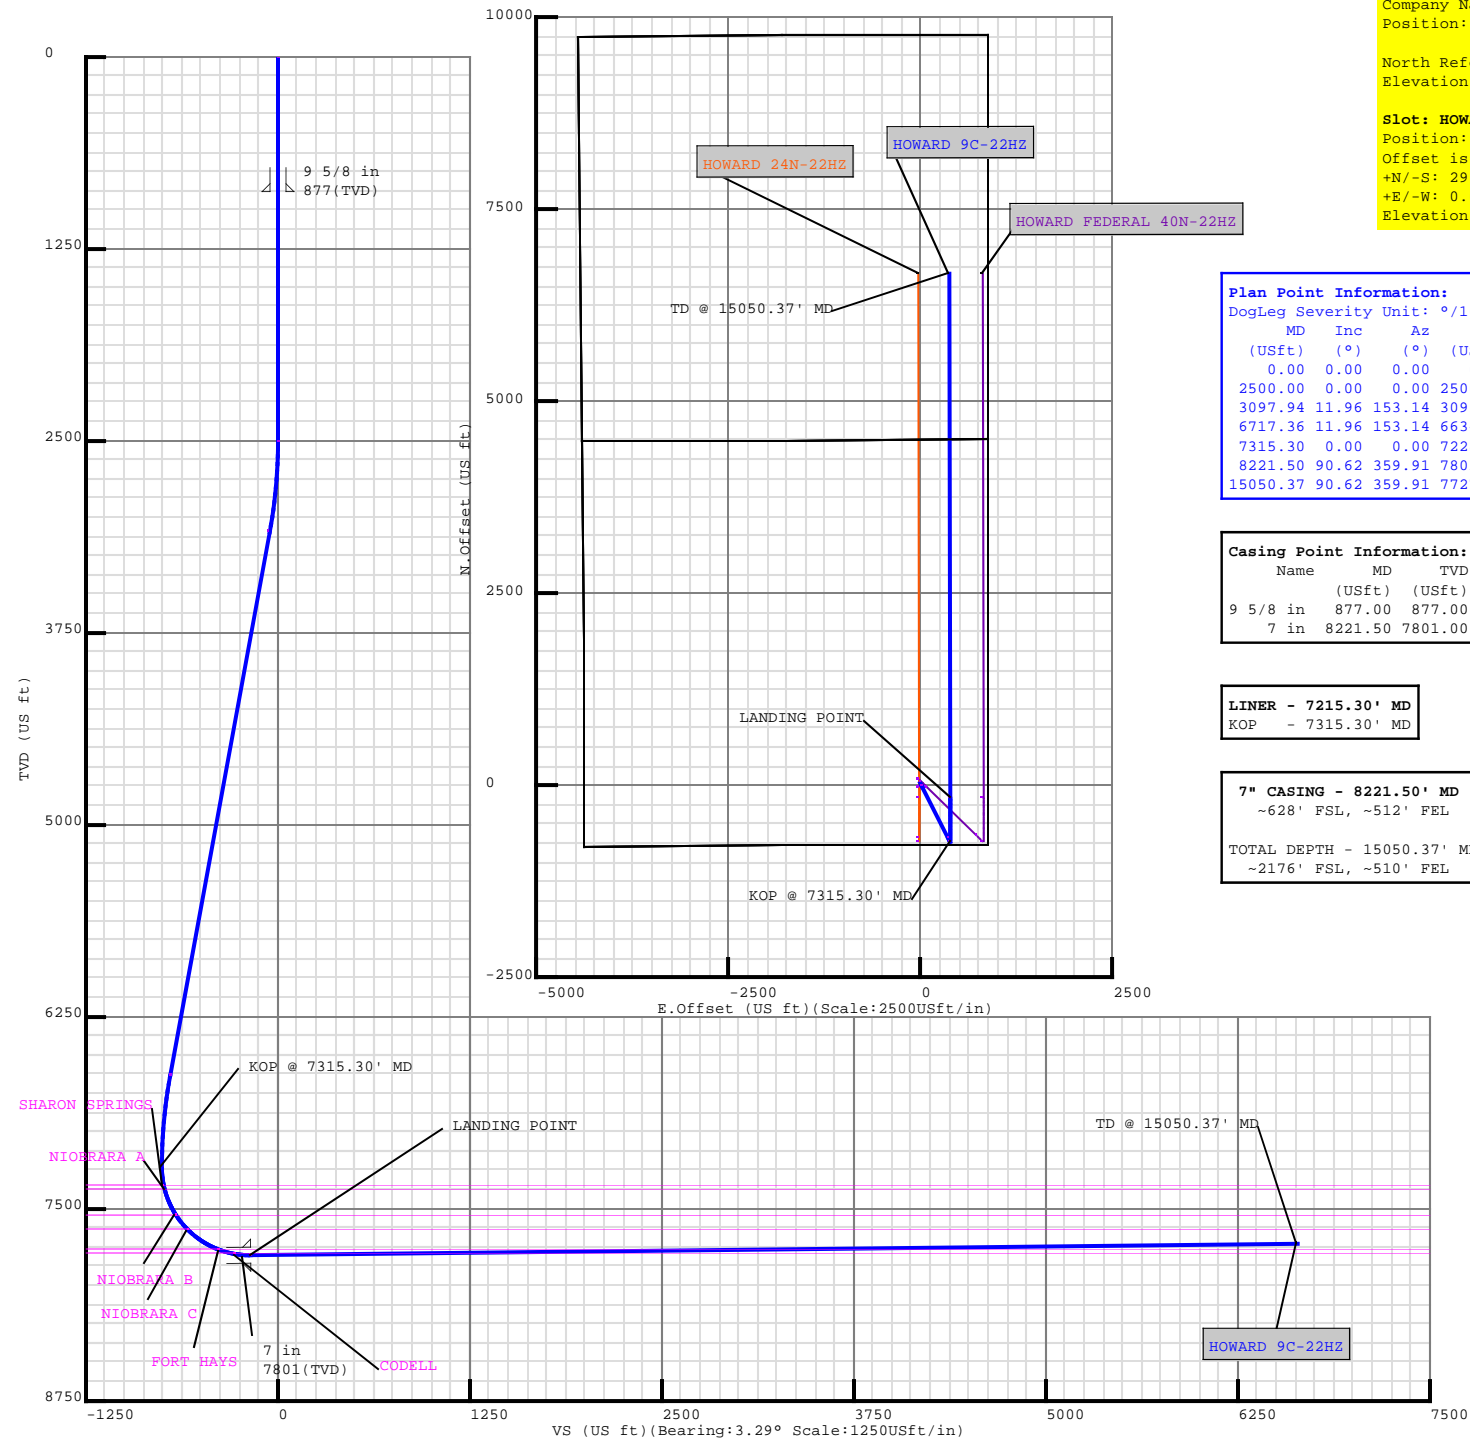 Company Na
Position:
North Refe
Elevation
Slot: HOWA
Position:
Offset is
+N/-S: 29
+E/-W: 0.
Elevation
10000
7500
5000
2500
0
-2500
-5000
-2500
0
2500
N.Offset (US ft)
E.Offset (US ft)(Scale:2500USft/in)
HOWARD 24N-22HZ
HOWARD 9C-22HZ
HOWARD FEDERAL 40N-22HZ
TD @ 15050.37' MD
LANDING POINT
KOP @ 7315.30' MD
0
1250
2500
3750
5000
6250
7500
8750
TVD (US ft)
9 5/8 in
877(TVD)
KOP @ 7315.30' MD
SHARON SPRINGS
LANDING POINT
NIOBRARA A
TD @ 15050.37' MD
NIOBRARA B
NIOBRARA C
FORT HAYS
7 in
7801(TVD)
CODELL
HOWARD 9C-22HZ
-1250
0
1250
2500
3750
5000
6250
7500
VS (US ft)(Bearing:3.29° Scale:1250USft/in)
Plan Point Information:
DogLeg Severity Unit: °/1
MD Inc Az
(USft) (°) (°) (U
0.00 0.00 0.00
2500.00 0.00 0.00 250
3097.94 11.96 153.14 309
6717.36 11.96 153.14 663
7315.30 0.00 0.00 722
8221.50 90.62 359.91 780
15050.37 90.62 359.91 772
Casing Point Information:
Name MD TVD
(USft) (USft)
9 5/8 in 877.00 877.00
7 in 8221.50 7801.00
LINER - 7215.30' MD
KOP - 7315.30' MD
7" CASING - 8221.50' MD
~628' FSL, ~512' FEL
TOTAL DEPTH - 15050.37' M
~2176' FSL, ~510' FEL